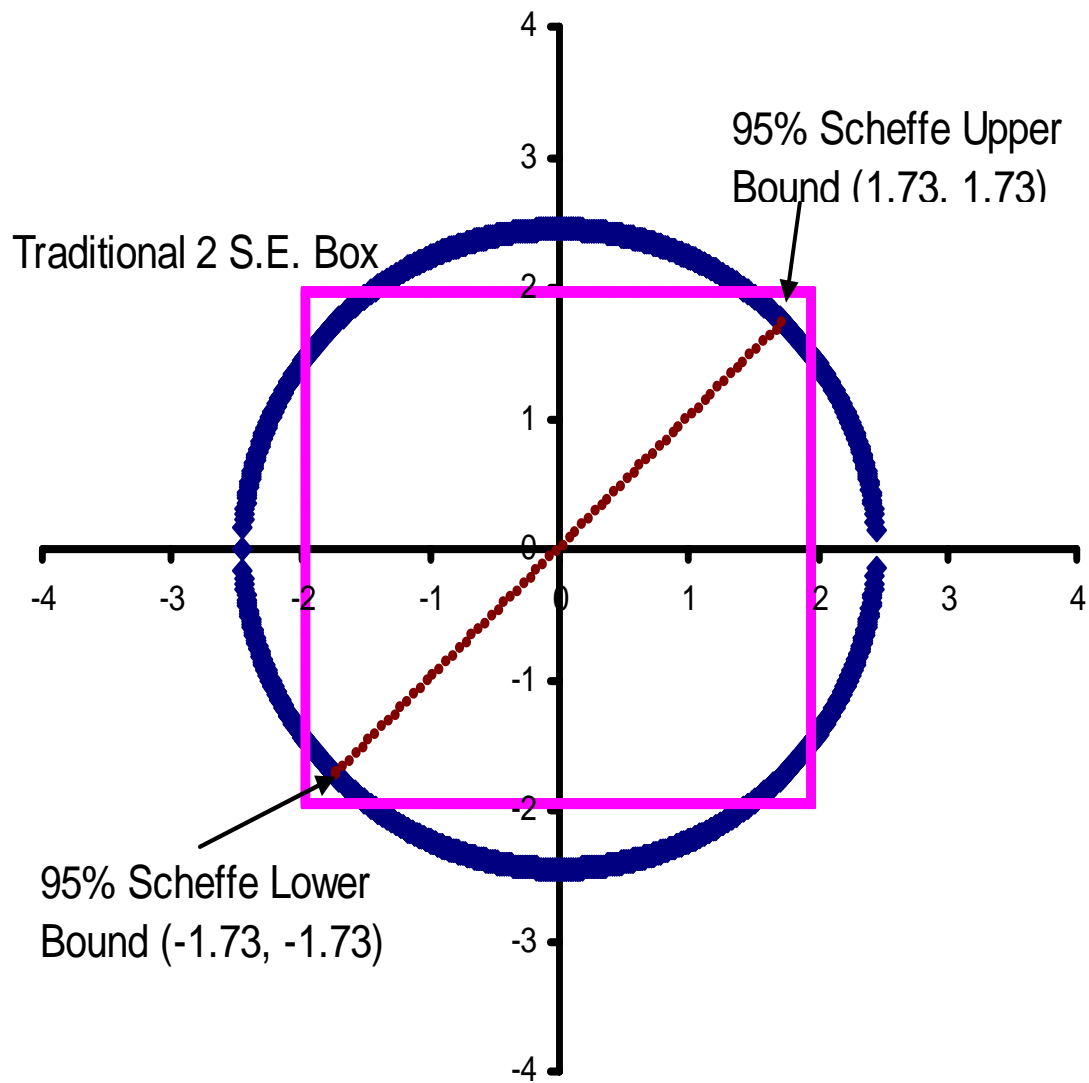 4
95% Scheffe Upper
Bound (1.73, 1.73)
3
Traditional 2 S.E. Box
2
1
0
-4 -3 -2 -1 0 1 2 3 4
-1
-2
95% Scheffe Lower
Bound (-1.73, -1.73)
-3
-4